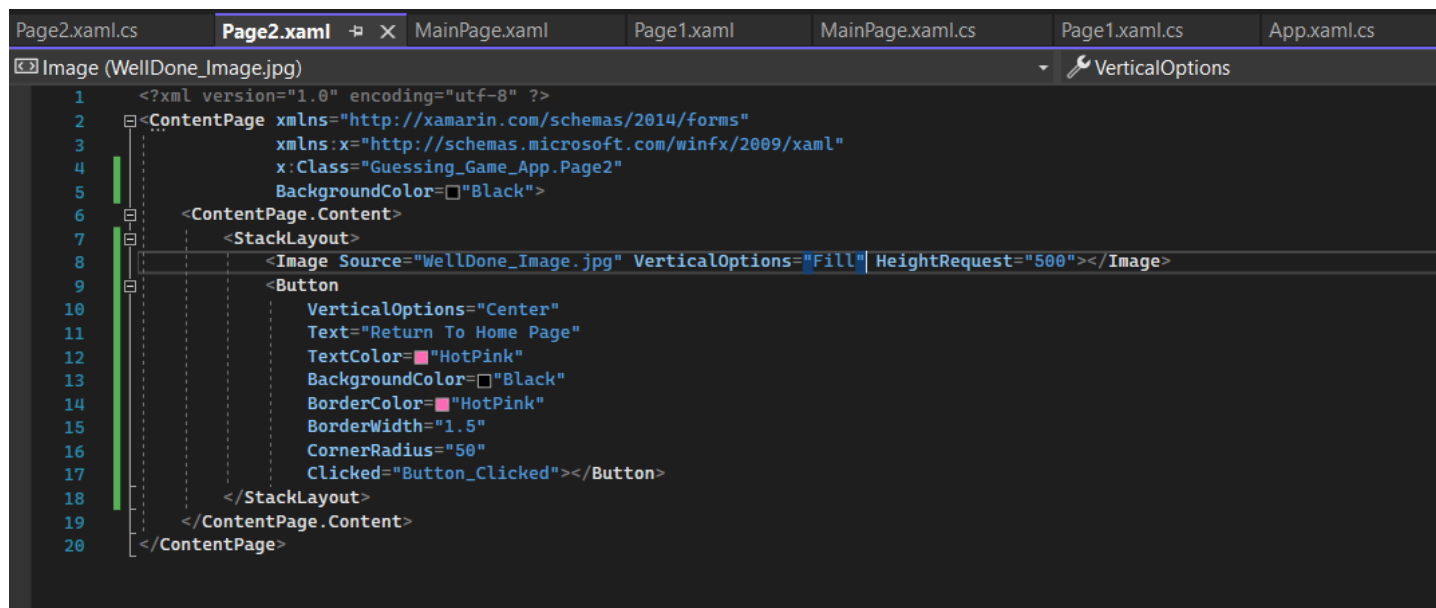 Page2.xaml.cs Page2.xaml MainPage.xaml Page1.xaml MainPage.xaml.cs Page1.xaml.cs App.xaml.cs
Image (WellDone_Image.jpg) VerticalOptions
1 <?xml version="1.0" encoding="utf-8" ?>
2 <ContentPage xmlns="http://xamarin.com/schemas/2014/forms"
3 xmlns:x="http://schemas.microsoft.com/winfx/2009/xaml"
4 x:Class="Guessing_Game_App.Page2"
5 BackgroundColor="Black">
6 <ContentPage.Content>
7 <StackLayout>
8 <Image Source="WellDone_Image.jpg" VerticalOptions="Fill" HeightRequest="500"></Image>
9 <Button
10 VerticalOptions="Center"
11 Text="Return To Home Page"
12 TextColor="HotPink"
13 BackgroundColor="Black"
14 BorderColor="HotPink"
15 BorderWidth="1.5"
16 CornerRadius="50"
17 Clicked="Button_Clicked"></Button>
18 </StackLayout>
19 </ContentPage.Content>
20 </ContentPage>